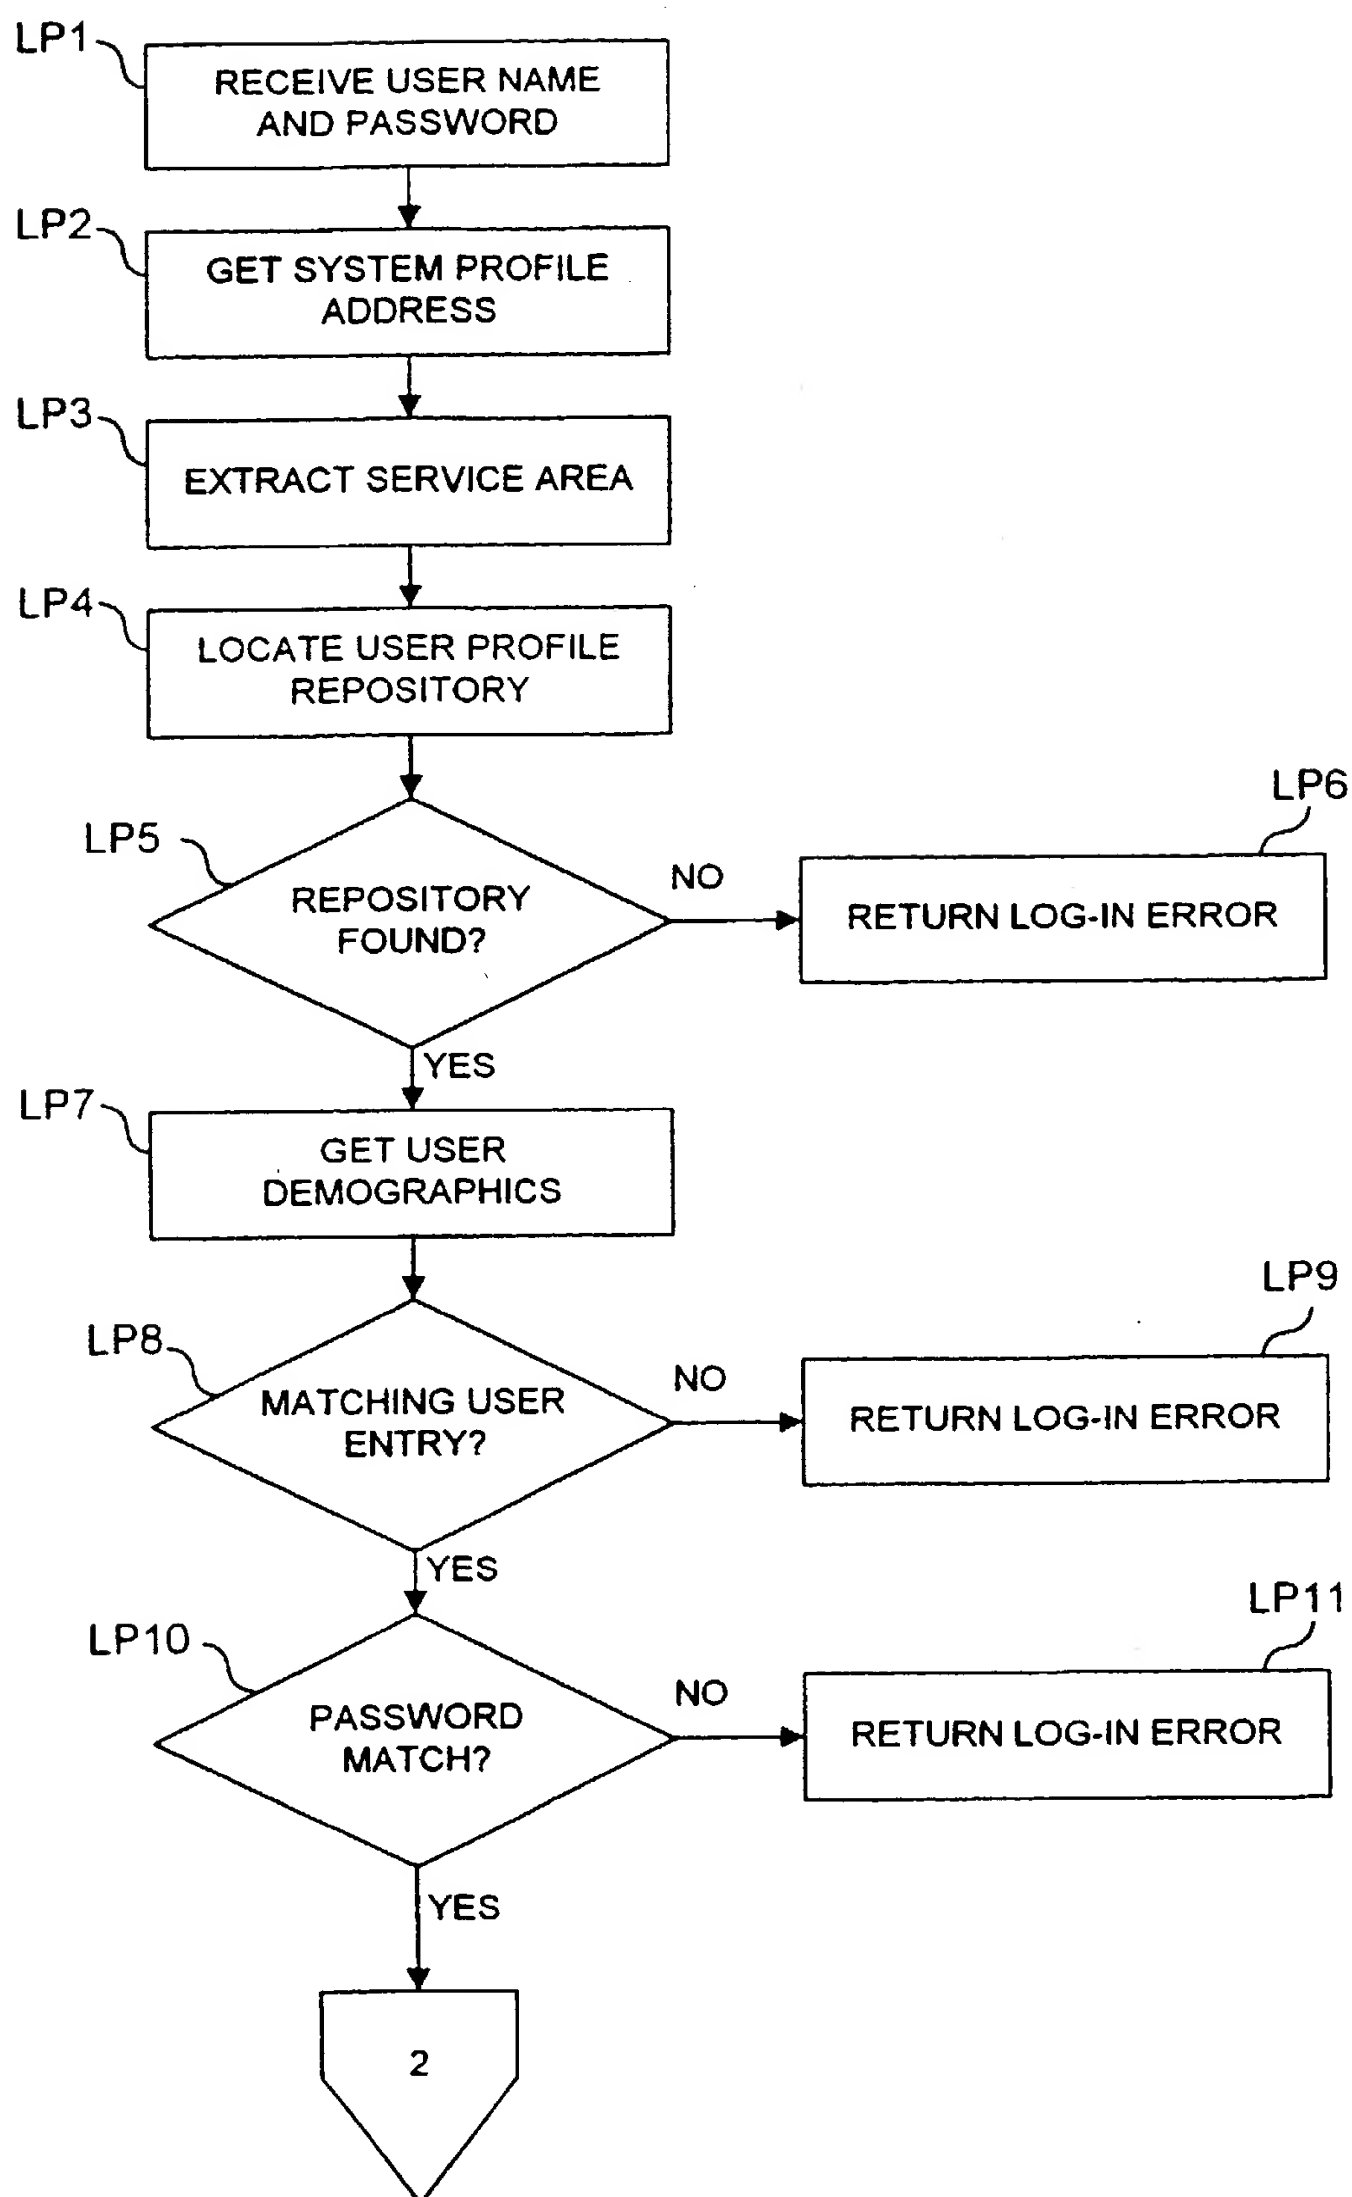 LP1
RECEIVE USER NAME
AND PASSWORD
LP2
GET SYSTEM PROFILE
ADDRESS
LP3
EXTRACT SERVICE AREA
LP4
LOCATE USER PROFILE
REPOSITORY
LP5
REPOSITORY
FOUND?
NO
LP6
RETURN LOG-IN ERROR
YES
LP7
GET USER
DEMOGRAPHICS
LP8
MATCHING USER
ENTRY?
NO
LP9
RETURN LOG-IN ERROR
YES
LP10
PASSWORD
MATCH?
NO
LP11
RETURN LOG-IN ERROR
YES
2